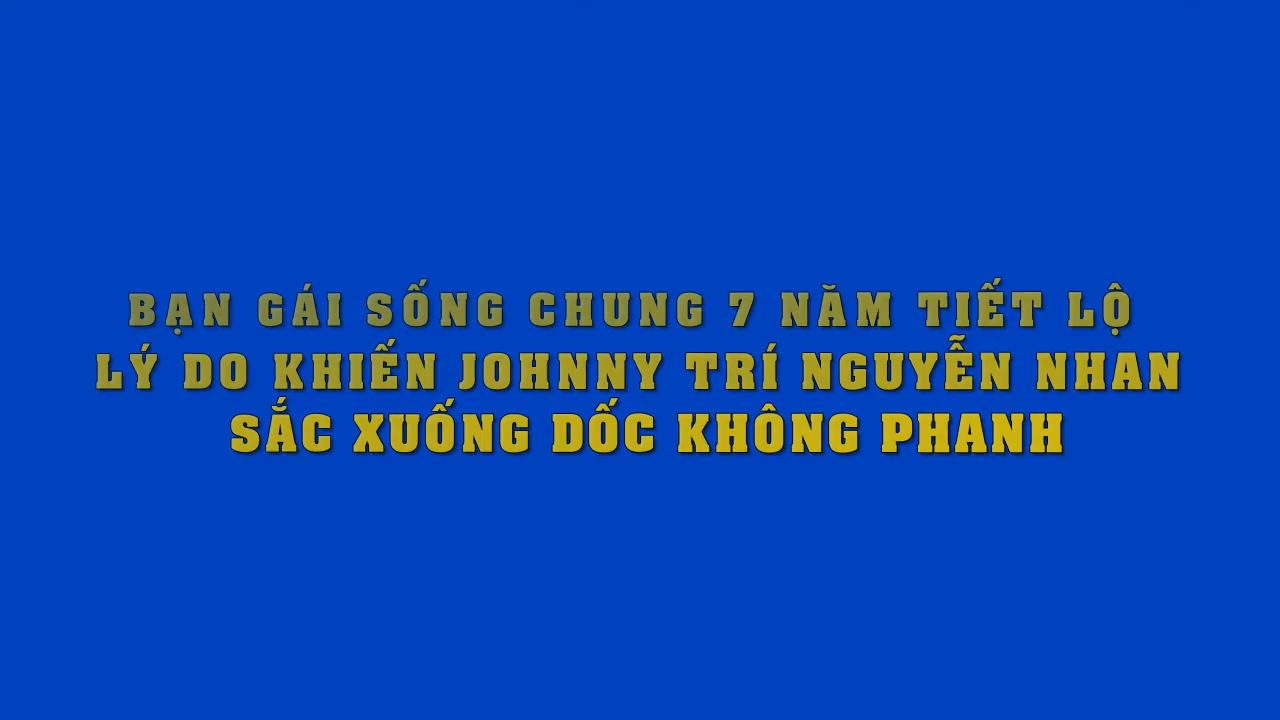 BẠN GÁI SỐNG CHUNG 7 NĂM TIẾT LỘ
LÝ DO KHIẾN JOHNNY TRÍ NGUYỄN NHAN
SẮC XUỐNG DỐC KHÔNG PHANH